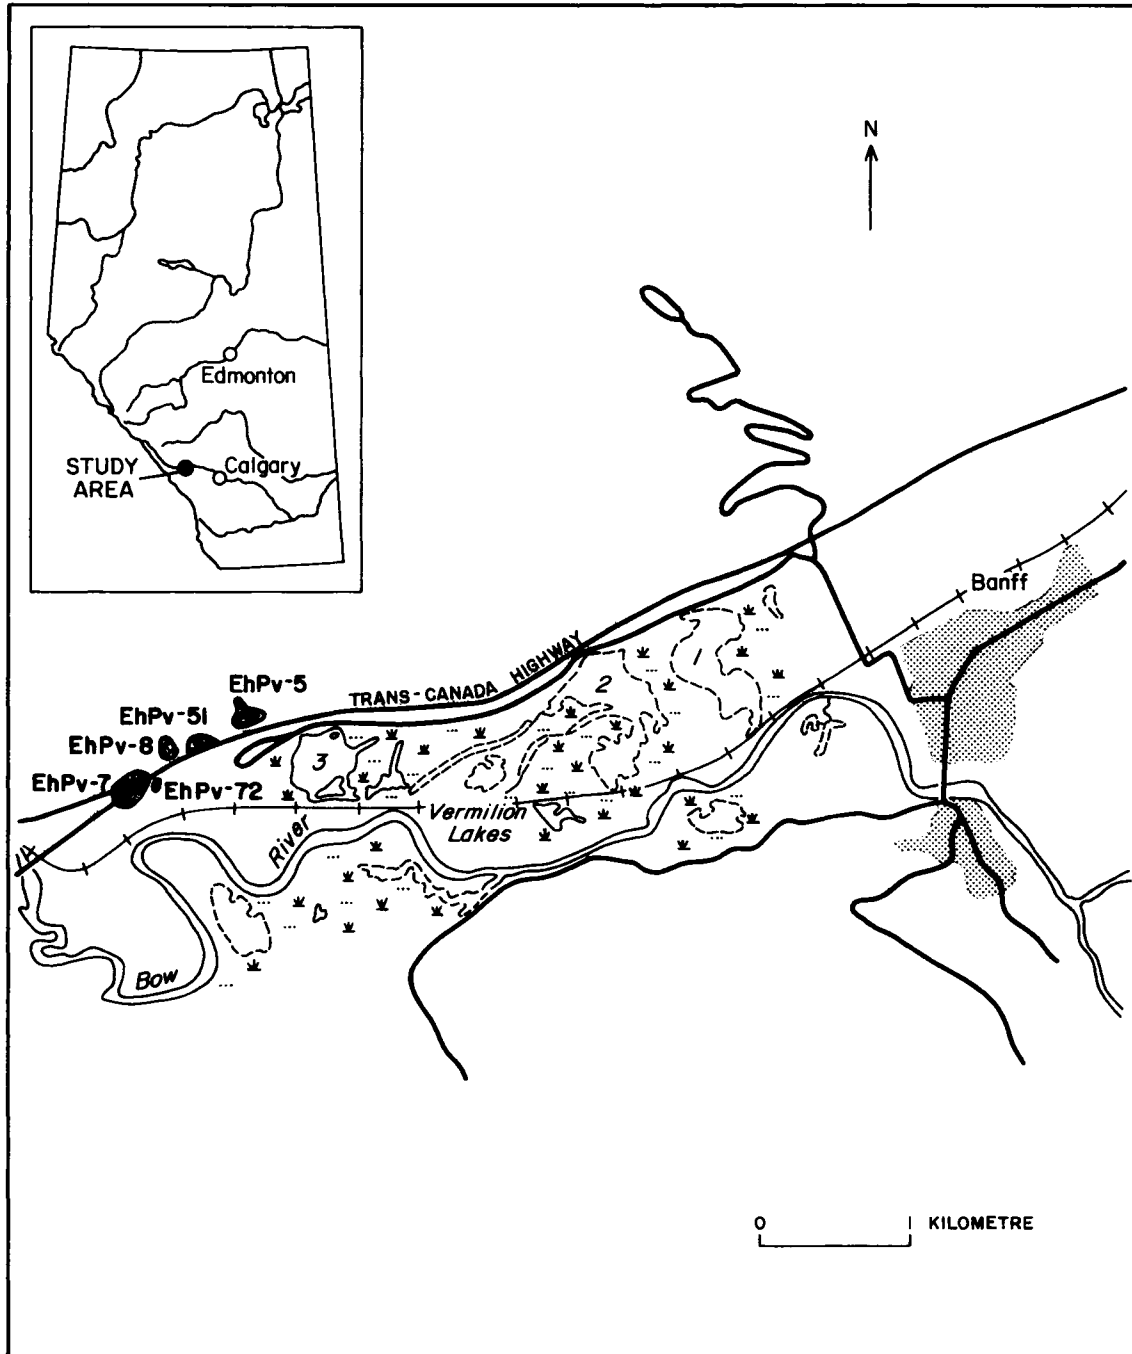 N
Edmonton
Calgary
STUDY
AREA
Banff
EhPv-5
TRANS-CANADA HIGHWAY
1
2
EhPv-51
EhPv-8
3
EhPv-7
EhPv-72
Vermilion
Lakes
1A
River
Bow
0 1 KILOMETRE